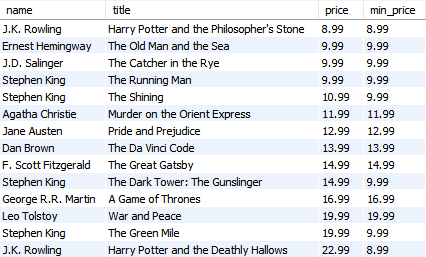 name title price min_price
J.K. Rowling Harry Potter and the Philosopher's Stone 8.99 8.99
Ernest Hemingway The Old Man and the Sea 9.99 9.99
J.D. Salinger The Catcher in the Rye 9.99 9.99
Stephen King The Running Man 9.99 9.99
Stephen King The Shining 10.99 9.99
Agatha Christie Murder on the Orient Express 11.99 11.99
Jane Austen Pride and Prejudice 12.99 12.99
Dan Brown The Da Vinci Code 13.99 13.99
F. Scott Fitzgerald The Great Gatsby 14.99 14.99
Stephen King The Dark Tower: The Gunslinger 14.99 9.99
George R.R. Martin A Game of Thrones 16.99 16.99
Leo Tolstoy War and Peace 19.99 19.99
Stephen King The Green Mile 19.99 9.99
J.K. Rowling Harry Potter and the Deathly Hallows 22.99 8.99